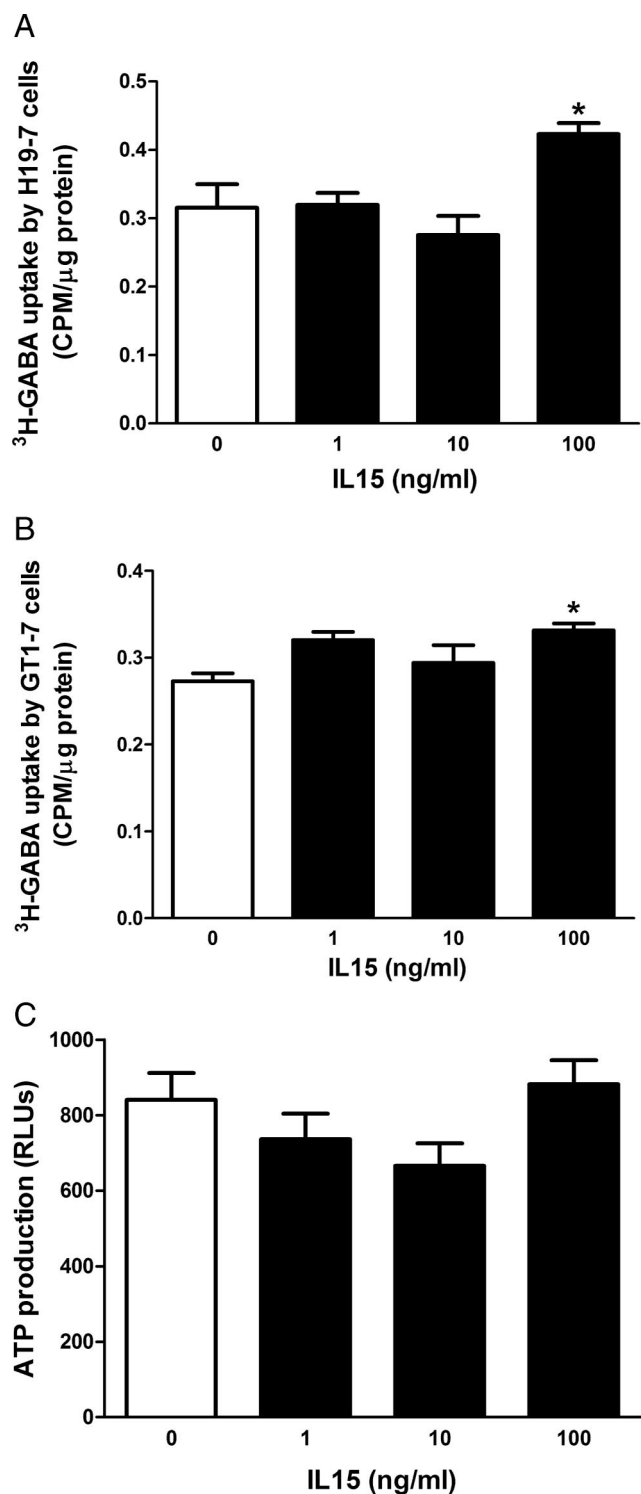 A
³H-GABA uptake by H19-7 cells
(CPM/μg protein)
0.5
0.4
0.3
0.2
0.1
0.0
*
0 1 10 100
IL15 (ng/ml)
B
³H-GABA uptake by GT1-7 cells
(CPM/μg protein)
0.4
0.3
0.2
0.1
0.0
*
0 1 10 100
IL15 (ng/ml)
C
ATP production (RLUs)
1000
800
600
400
200
0
0 1 10 100
IL15 (ng/ml)